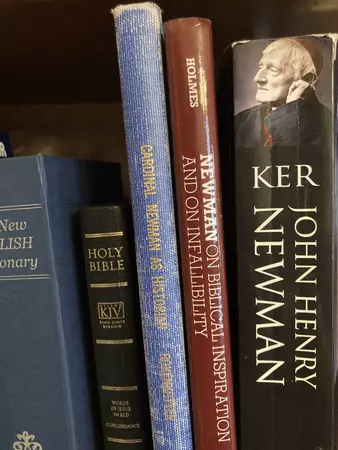 New
LISH
onary
HOLY
BIBLE
KJV
KING JAMES
VERSION
WORDS OF
JESUS
IN RED
CONCORDANCE
CARDINAL NEWMAN AS HISTORIAN
HOLMES
NEWMAN ON BIBLICAL INSPIRATION
AND ON INFALLIBILITY
KER
JOHN HENRY
NEWMAN